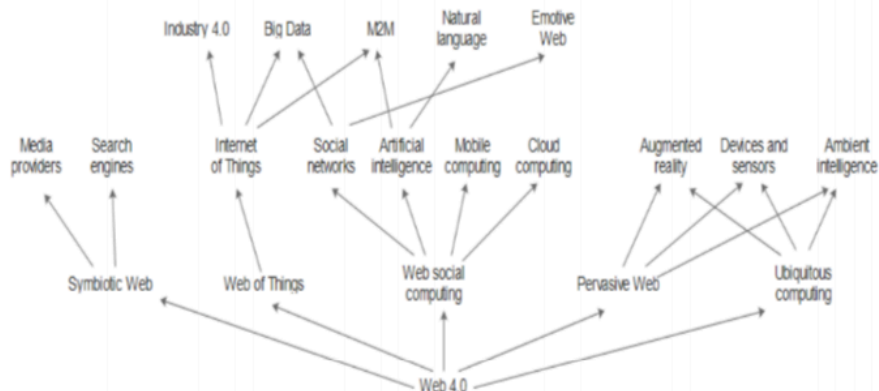 Industry 4.0
Big Data
M2M
Natural
language
Emotive
Web
Media
providers
Search
engines
Internet
of Things
Social
networks
Artificial
intelligence
Mobile
computing
Cloud
computing
Augmented
reality
Devices and
sensors
Ambient
intelligence
Symbiotic Web
Web of Things
Web social
computing
Pervasive Web
Ubiquitous
computing
Web 4.0